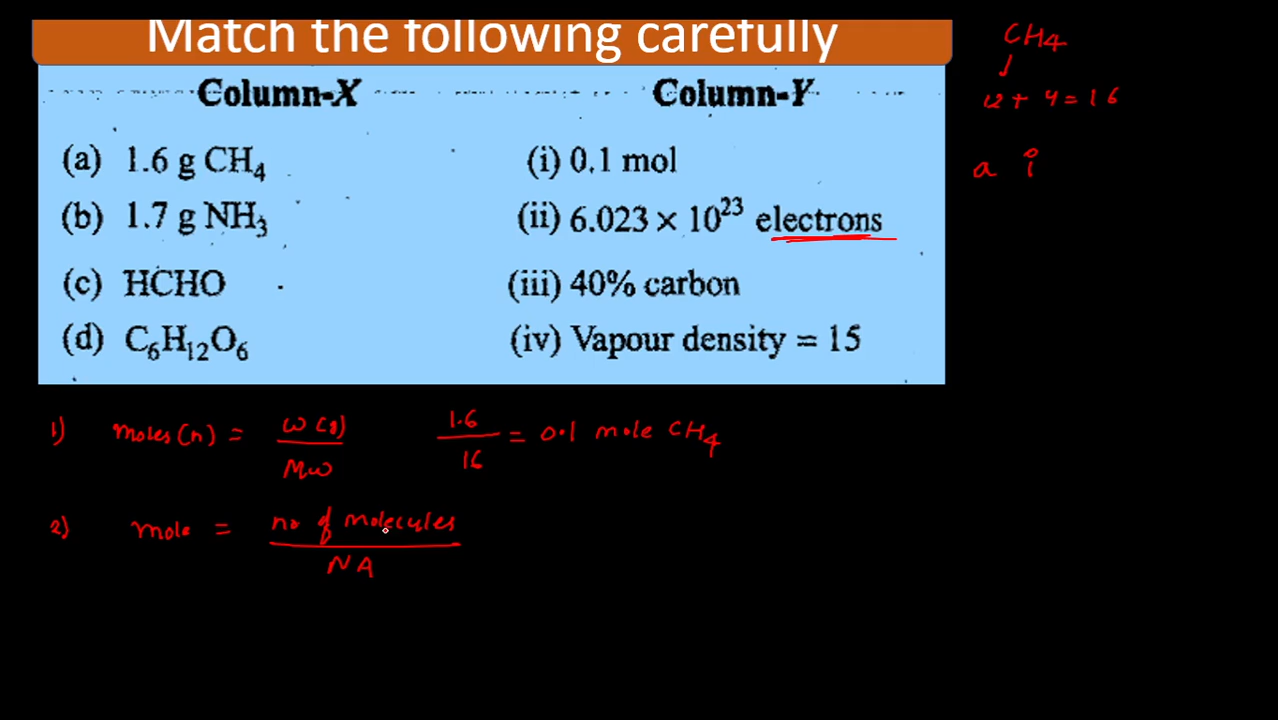 Match the following carefully
Column-X Column-Y
(a) 1.6 g CH₄ (i) 0.1 mol
(b) 1.7 g NH₃ (ii) 6.023 × 10²³ electrons
(c) HCHO (iii) 40% carbon
(d) C₆H₁₂O₆ (iv) Vapour density = 15
CH4
12 + 4 = 16
a i
1) moles (n) = w(g) / Mw 1.6 / 16 = 0.1 mole CH4
2) mole = no of molecules / NA